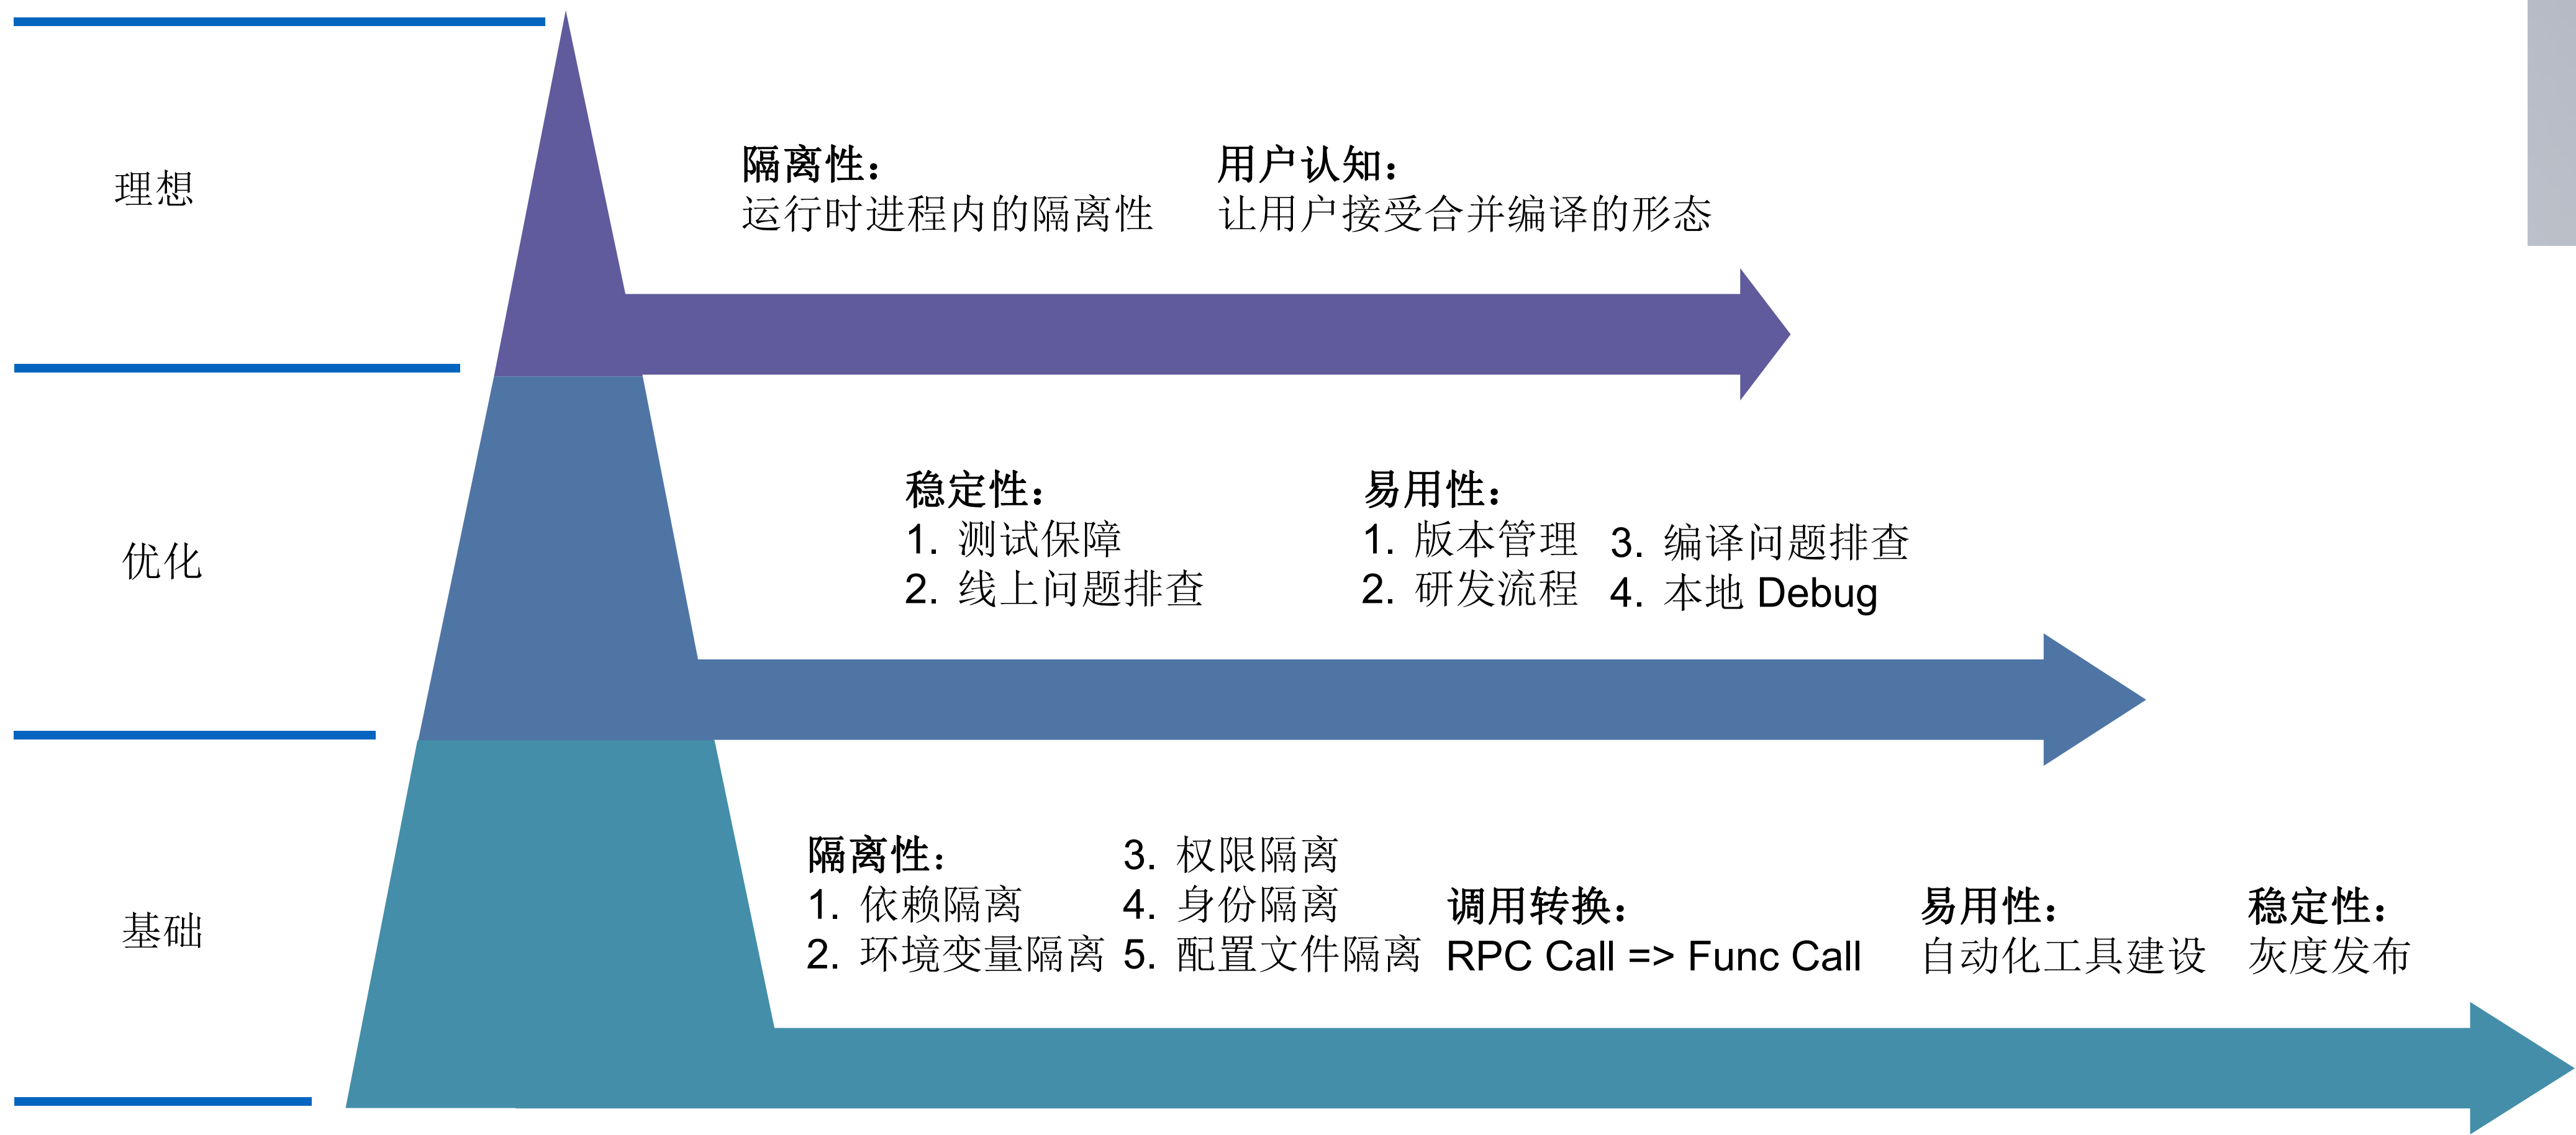 理想
隔离性：
运行时进程内的隔离性
用户认知：
让用户接受合并编译的形态
优化
稳定性：
1. 测试保障
2. 线上问题排查
易用性：
1. 版本管理
2. 研发流程
3. 编译问题排查
4. 本地 Debug
基础
隔离性：
1. 依赖隔离
2. 环境变量隔离
3. 权限隔离
4. 身份隔离
5. 配置文件隔离
调用转换：
RPC Call => Func Call
易用性：
自动化工具建设
稳定性：
灰度发布